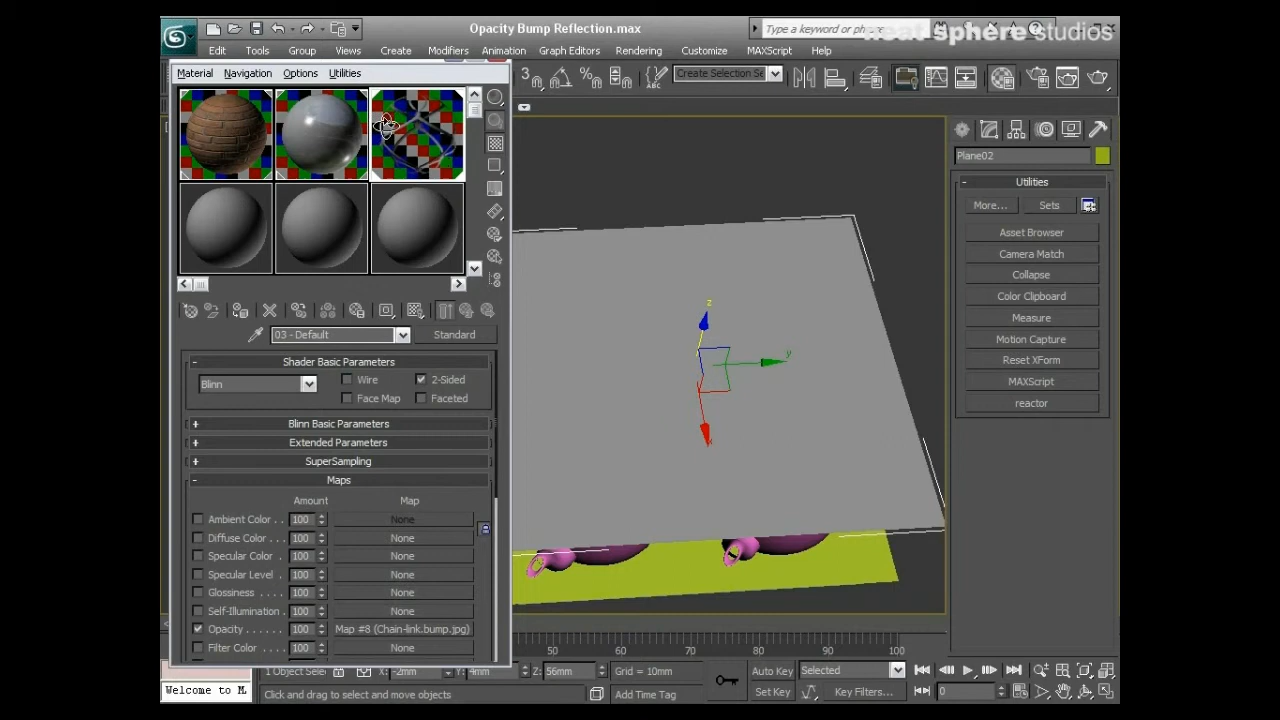 Opacity Bump Reflection.max
Type a keyword or phrase
neat sphere studios
Edit Tools Group Views Create Modifiers Animation Graph Editors Rendering Customize MAXScript Help
Material Navigation Options Utilities
3 % ABC Create Selection Se
Plane02
03 - Default Standard
- Shader Basic Parameters
Blinn Wire 2-Sided
Face Map Faceted
+ Blinn Basic Parameters
+ Extended Parameters
+ SuperSampling
- Maps
Amount Map
Ambient Color . . 100 None
Diffuse Color . . . 100 None
Specular Color . . 100 None
Specular Level . 100 None
Glossiness . . . . 100 None
Self-Illumination . 100 None
Opacity . . . . . . 100 Map #8 (Chain-link.bump.jpg)
Filter Color . . . . 100 None
z
y
x
- Utilities
More... Sets
Asset Browser
Camera Match
Collapse
Color Clipboard
Measure
Motion Capture
Reset XForm
MAXScript
reactor
50 60 70 80 90 100
1 Object Selec X: -2mm Y: 4mm Z: 56mm Grid = 10mm Auto Key Selected
Welcome to M Click and drag to select and move objects Add Time Tag Set Key Key Filters... 0